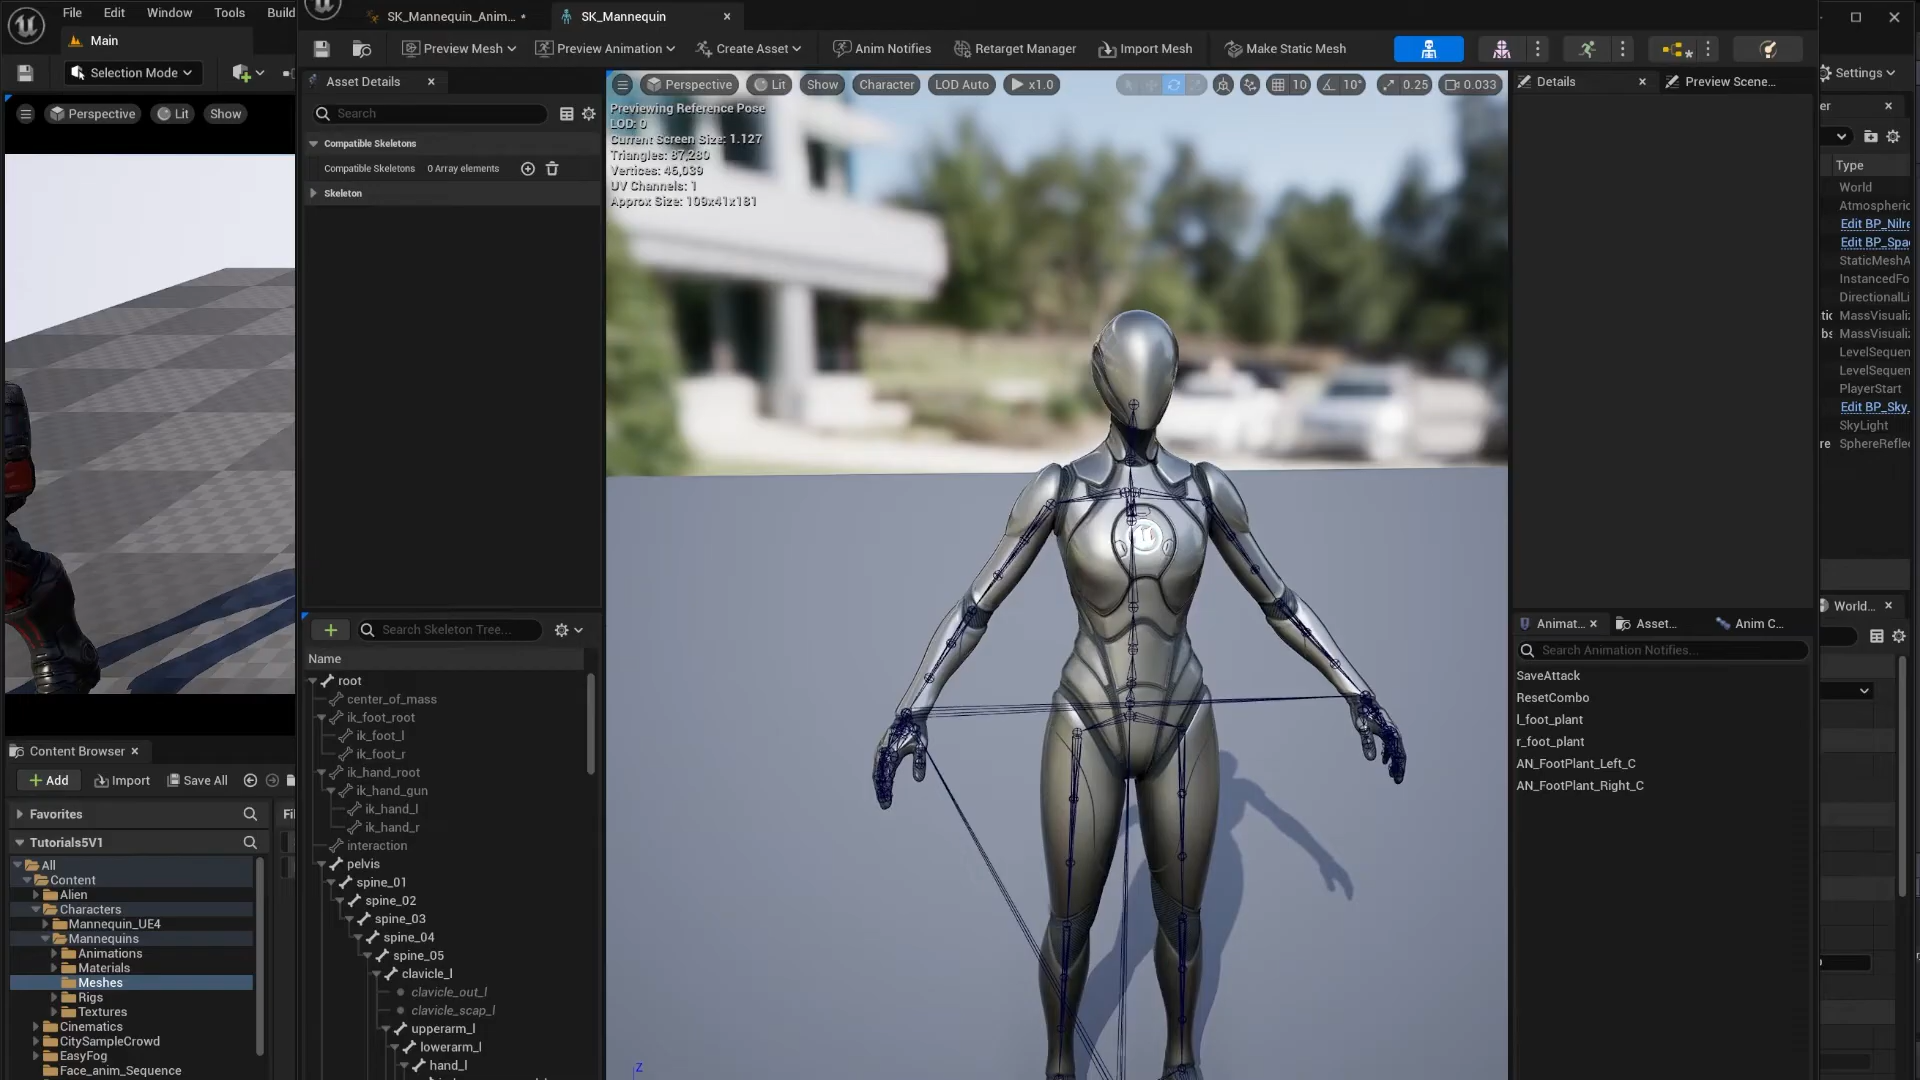 File Edit Window Tools Build
Main
Selection Mode
Perspective Lit Show
SK_Mannequin_Anim... •
SK_Mannequin
Preview Mesh Preview Animation Create Asset Anim Notifies Retarget Manager Import Mesh Make Static Mesh
Asset Details
Search
Compatible Skeletons
Compatible Skeletons 0 Array elements
Skeleton
Perspective Lit Show Character LOD Auto x1.0 10 10° 0.25 0.033
Previewing Reference Pose
LOD: 0
Current Screen Size: 1.127
Triangles: 87,280
Vertices: 46,039
UV Channels: 1
Approx Size: 109x41x181
Search Skeleton Tree...
Name
root
center_of_mass
ik_foot_root
ik_foot_l
ik_foot_r
ik_hand_root
ik_hand_gun
ik_hand_l
ik_hand_r
interaction
pelvis
spine_01
spine_02
spine_03
spine_04
spine_05
clavicle_l
clavicle_out_l
clavicle_scap_l
upperarm_l
lowerarm_l
hand_l
Z
Details
Preview Scene...
Animat... Asset... Anim C...
Search Animation Notifies...
SaveAttack
ResetCombo
l_foot_plant
r_foot_plant
AN_FootPlant_Left_C
AN_FootPlant_Right_C
Settings
er
Type
World
Atmospheric
Edit BP_Nilre
Edit BP_Spa
StaticMeshA
InstancedFo
DirectionalLi
tic MassVisualiz
bs MassVisualiz
LevelSequen
LevelSequen
PlayerStart
Edit BP_Sky_
SkyLight
re SphereReflec
World...
Content Browser
Add Import Save All
Favorites
Fi
Tutorials5V1
All
Content
Alien
Characters
Mannequin_UE4
Mannequins
Animations
Materials
Meshes
Rigs
Textures
Cinematics
CitySampleCrowd
EasyFog
Face_anim_Sequence